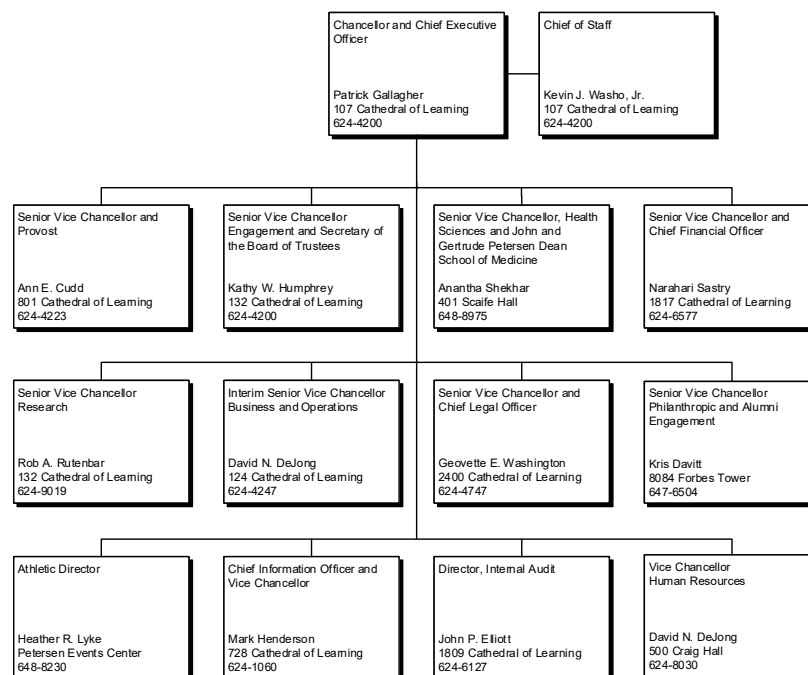 Chancellor and Chief Executive
Officer
Patrick Gallagher
107 Cathedral of Learning
624-4200
Chief of Staff
Kevin J. Washo, Jr.
107 Cathedral of Learning
624-4200
Senior Vice Chancellor and
Provost
Ann E. Cudd
801 Cathedral of Learning
624-4223
Senior Vice Chancellor
Engagement and Secretary of
the Board of Trustees
Kathy W. Humphrey
132 Cathedral of Learning
624-4200
Senior Vice Chancellor, Health
Sciences and John and
Gertrude Petersen Dean
School of Medicine
Anantha Shekhar
401 Scaife Hall
648-8975
Senior Vice Chancellor and
Chief Financial Officer
Narahari Sastry
1817 Cathedral of Learning
624-6577
Senior Vice Chancellor
Research
Rob A. Rutenbar
132 Cathedral of Learning
624-9019
Interim Senior Vice Chancellor
Business and Operations
David N. DeJong
124 Cathedral of Learning
624-4247
Senior Vice Chancellor and
Chief Legal Officer
Geovette E. Washington
2400 Cathedral of Learning
624-4747
Senior Vice Chancellor
Philanthropic and Alumni
Engagement
Kris Davitt
8084 Forbes Tower
647-6504
Athletic Director
Heather R. Lyke
Petersen Events Center
648-8230
Chief Information Officer and
Vice Chancellor
Mark Henderson
728 Cathedral of Learning
624-1060
Director, Internal Audit
John P. Elliott
1809 Cathedral of Learning
624-6127
Vice Chancellor
Human Resources
David N. DeJong
500 Craig Hall
624-8030